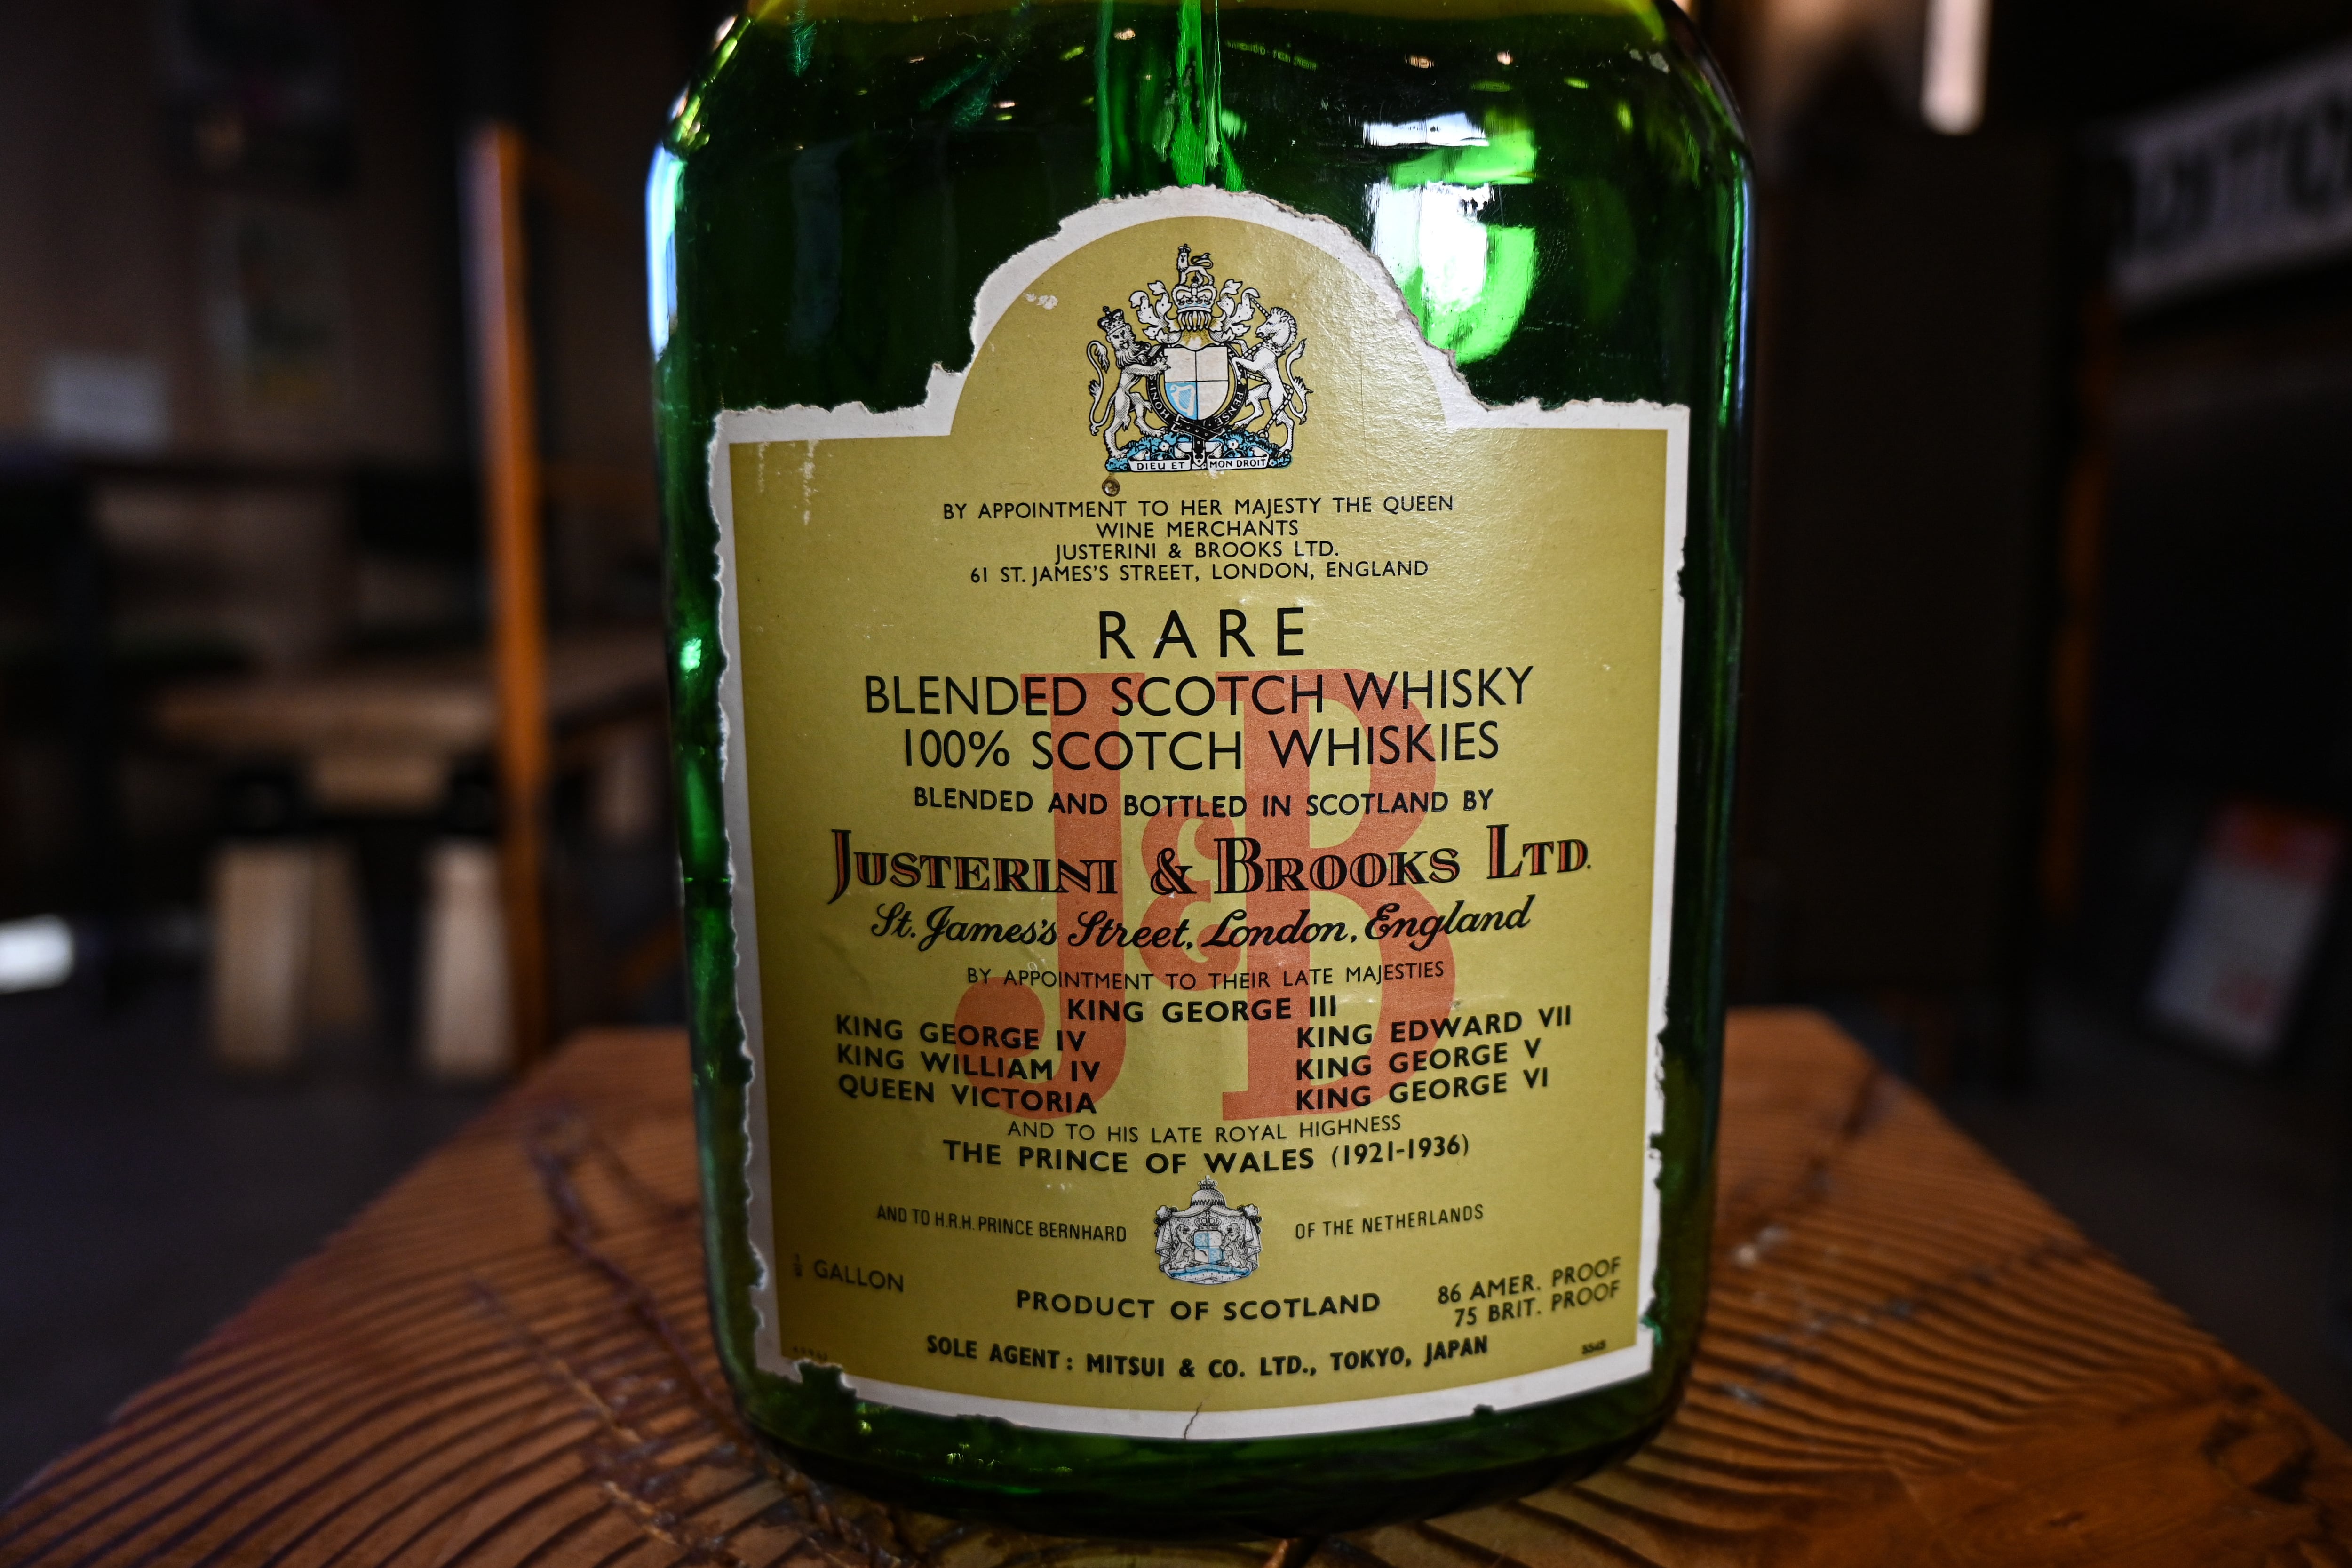 HONI
PENSE
DIEU ET MON DROIT
BY APPOINTMENT TO HER MAJESTY THE QUEEN
WINE MERCHANTS
JUSTERINI & BROOKS LTD.
61 ST. JAMES'S STREET, LONDON, ENGLAND
RARE
BLENDED SCOTCH WHISKY
100% SCOTCH WHISKIES
J&B
BLENDED AND BOTTLED IN SCOTLAND BY
JUSTERINI & BROOKS LTD.
St. James's Street, London, England
BY APPOINTMENT TO THEIR LATE MAJESTIES
KING GEORGE III
KING GEORGE IV
KING WILLIAM IV
QUEEN VICTORIA
KING EDWARD VII
KING GEORGE V
KING GEORGE VI
AND TO HIS LATE ROYAL HIGHNESS
THE PRINCE OF WALES (1921-1936)
AND TO H.R.H. PRINCE BERNHARD OF THE NETHERLANDS
½ GALLON
PRODUCT OF SCOTLAND
86 AMER. PROOF
75 BRIT. PROOF
SOLE AGENT: MITSUI & CO. LTD., TOKYO, JAPAN